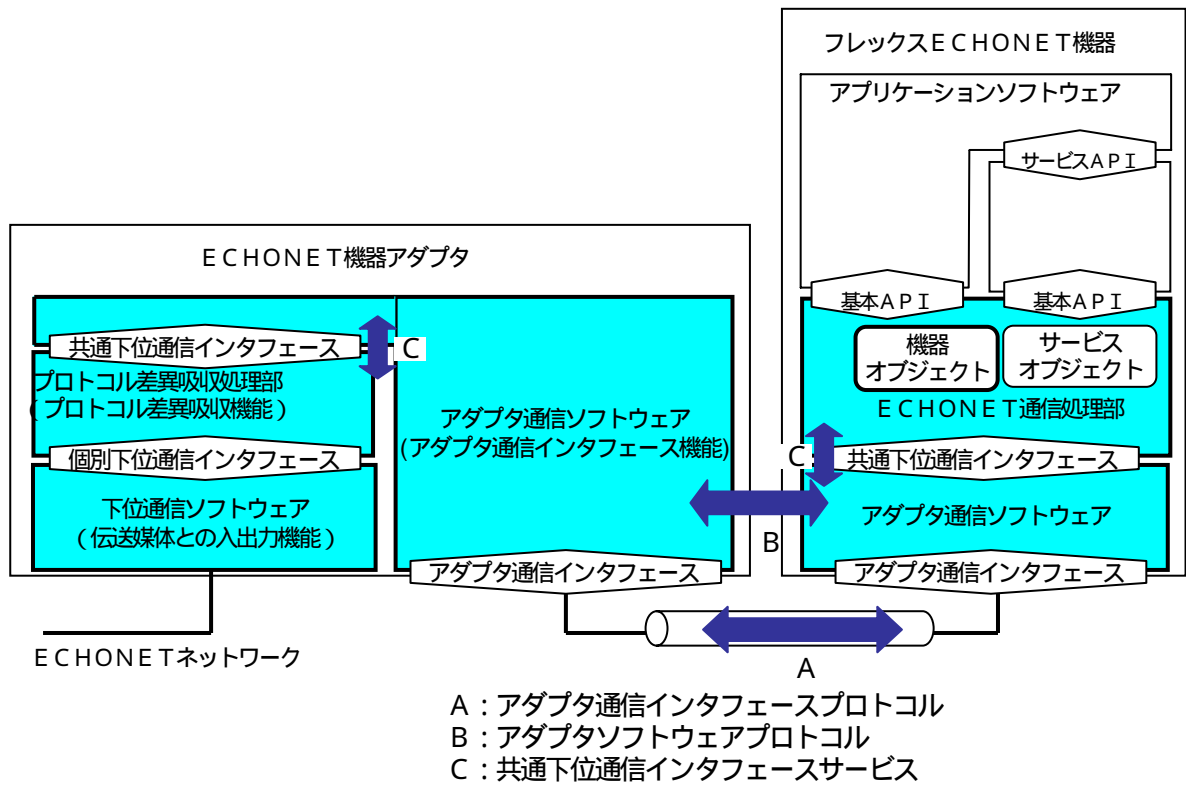 フレックスＥＣＨＯＮＥＴ機器
アプリケーションソフトウェア
サービスＡＰＩ
ＥＣＨＯＮＥＴ機器アダプタ
基本ＡＰＩ
基本ＡＰＩ
共通下位通信インタフェース
C
機器
オブジェクト
サービス
オブジェクト
プロトコル差異吸収処理部
（プロトコル差異吸収機能）
アダプタ通信ソフトウェア
(アダプタ通信インタフェース機能)
ＥＣＨＯＮＥＴ通信処理部
個別下位通信インタフェース
C
共通下位通信インタフェース
下位通信ソフトウェア
（伝送媒体との入出力機能）
B
アダプタ通信ソフトウェア
アダプタ通信インタフェース
アダプタ通信インタフェース
ＥＣＨＯＮＥＴネットワーク
A
A：アダプタ通信インタフェースプロトコル
B：アダプタソフトウェアプロトコル
C：共通下位通信インタフェースサービス